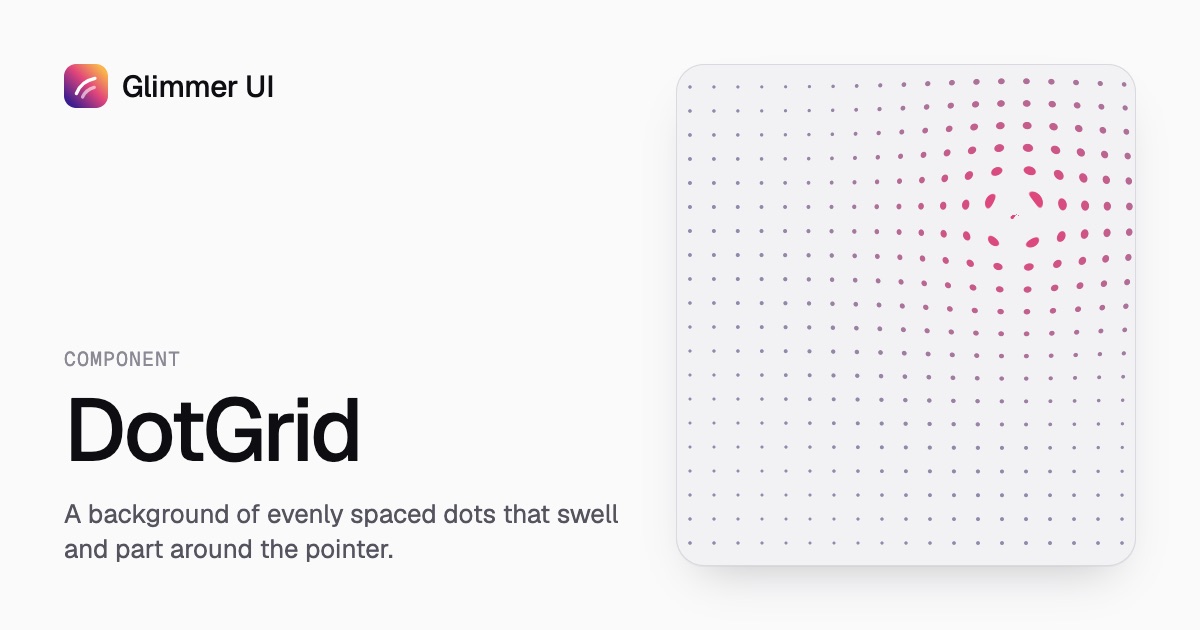 Glimmer UI
COMPONENT
DotGrid
A background of evenly spaced dots that swell
and part around the pointer.